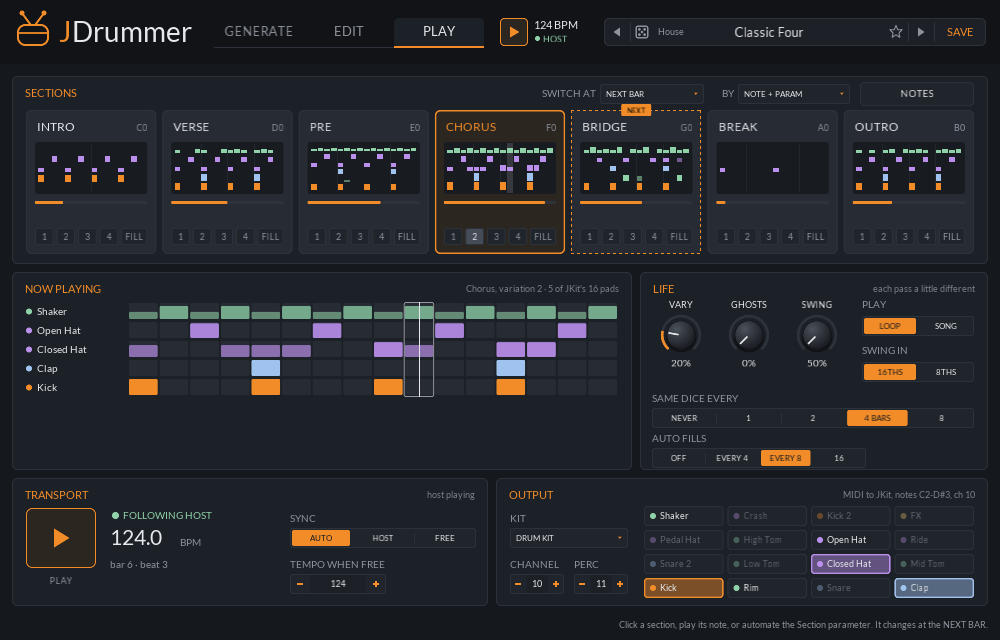 JDrummer
GENERATE EDIT PLAY
124 BPM
HOST
House Classic Four SAVE
SECTIONS SWITCH AT NEXT BAR BY NOTE + PARAM NOTES
NEXT
INTRO C0 VERSE D0 PRE E0 CHORUS F0 BRIDGE G0 BREAK A0 OUTRO B0
1 2 3 4 FILL 1 2 3 4 FILL 1 2 3 4 FILL 1 2 3 4 FILL 1 2 3 4 FILL 1 2 3 4 FILL 1 2 3 4 FILL
NOW PLAYING Chorus, variation 2 · 5 of JKit's 16 pads
Shaker
Open Hat
Closed Hat
Clap
Kick
LIFE each pass a little different
VARY GHOSTS SWING PLAY
LOOP SONG
SWING IN
20% 0% 50% 16THS 8THS
SAME DICE EVERY
NEVER 1 2 4 BARS 8
AUTO FILLS
OFF EVERY 4 EVERY 8 16
TRANSPORT host playing
FOLLOWING HOST
124.0 BPM
bar 6 · beat 3
PLAY
SYNC
AUTO HOST FREE
TEMPO WHEN FREE
− 124 +
OUTPUT MIDI to JKit, notes C2-D#3, ch 10
KIT
DRUM KIT
CHANNEL PERC
− 10 + − 11 +
Shaker Crash Kick 2 FX
Pedal Hat High Tom Open Hat Ride
Snare 2 Low Tom Closed Hat Mid Tom
Kick Rim Snare Clap
Click a section, play its note, or automate the Section parameter. It changes at the NEXT BAR.